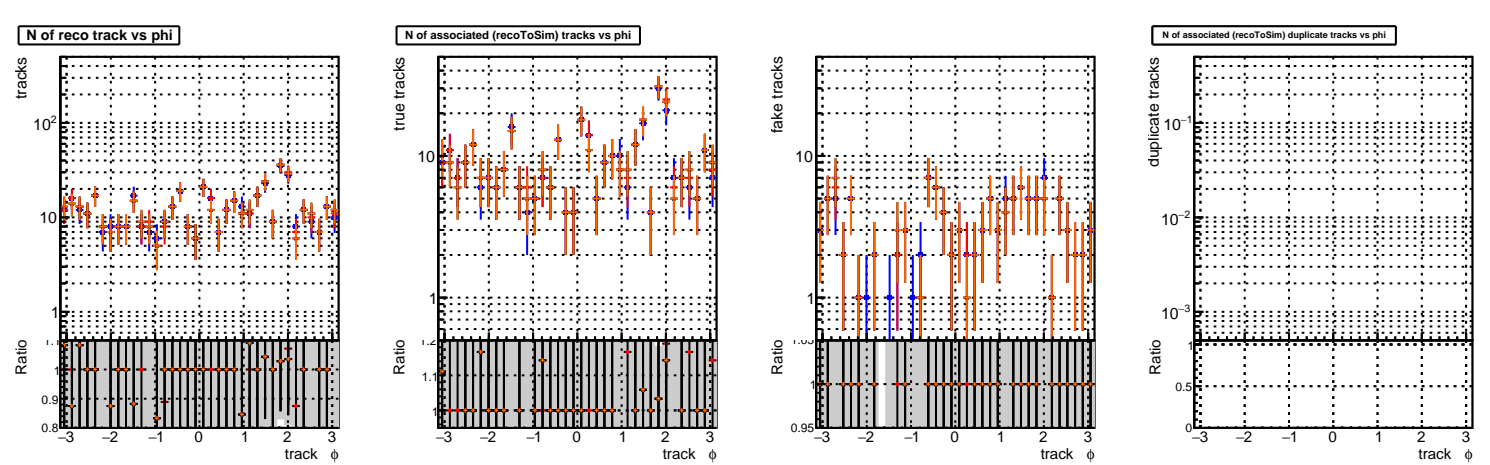 N of reco track vs phi
tracks
10²
10
1
Ratio
1.1
1
0.9
0.8
−3 −2 −1 0 1 2 3
track ϕ
N of associated (recoToSim) tracks vs phi
true tracks
10
1
Ratio
1.2
1.1
1
−3 −2 −1 0 1 2 3
track ϕ
fake tracks
10
1
Ratio
1.05
1
0.95
−3 −2 −1 0 1 2 3
track ϕ
N of associated (recoToSim) duplicate tracks vs phi
duplicate tracks
10⁻¹
10⁻²
10⁻³
Ratio
1
0.5
0
−3 −2 −1 0 1 2 3
track ϕ